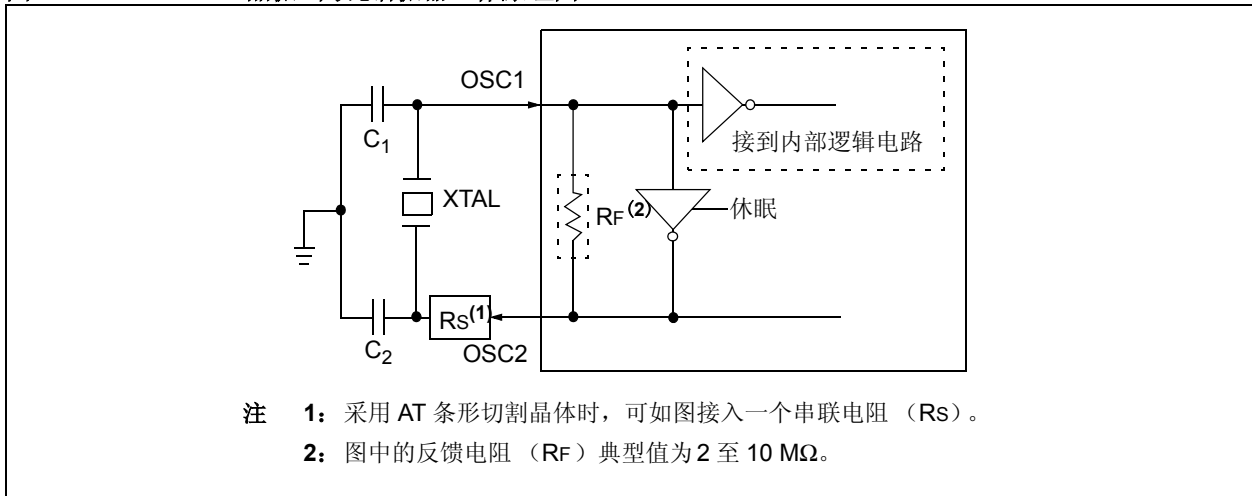 OSC1
C1
接到内部逻辑电路
XTAL
RF(2)
休眠
RS(1)
C2
OSC2
注 1：采用 AT 条形切割晶体时，可如图接入一个串联电阻 （RS）。
2：图中的反馈电阻 （RF）典型值为 2 至 10 MΩ。